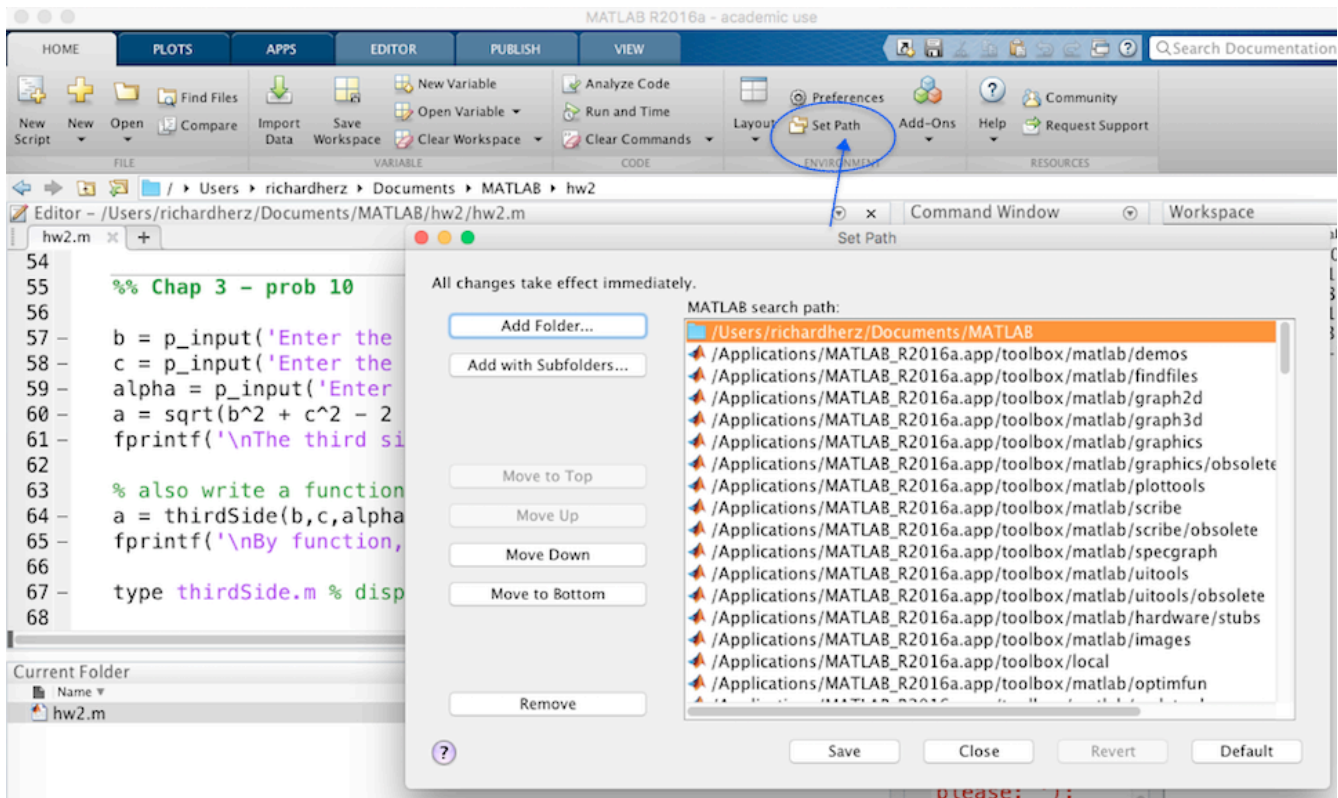 MATLAB R2016a - academic use
HOME PLOTS APPS EDITOR PUBLISH VIEW Search Documentation
New Script
New
Open
Find Files
Compare
FILE
Import Data
Save Workspace
New Variable
Open Variable
Clear Workspace
VARIABLE
Analyze Code
Run and Time
Clear Commands
CODE
Layout
Preferences
Set Path
Add-Ons
ENVIRONMENT
Help
Community
Request Support
RESOURCES
/ Users richardherz Documents MATLAB hw2
Editor – /Users/richardherz/Documents/MATLAB/hw2/hw2.m
Command Window
Workspace
hw2.m × +
54
55 %% Chap 3 – prob 10
56
57 – b = p_input('Enter the
58 – c = p_input('Enter the
59 – alpha = p_input('Enter
60 – a = sqrt(b^2 + c^2 – 2
61 – fprintf('\nThe third si
62
63 % also write a function
64 – a = thirdSide(b,c,alpha
65 – fprintf('\nBy function,
66
67 – type thirdSide.m % disp
68
Current Folder
Name
hw2.m
Set Path
All changes take effect immediately.
Add Folder...
Add with Subfolders...
Move to Top
Move Up
Move Down
Move to Bottom
Remove
MATLAB search path:
/Users/richardherz/Documents/MATLAB
/Applications/MATLAB_R2016a.app/toolbox/matlab/demos
/Applications/MATLAB_R2016a.app/toolbox/matlab/findfiles
/Applications/MATLAB_R2016a.app/toolbox/matlab/graph2d
/Applications/MATLAB_R2016a.app/toolbox/matlab/graph3d
/Applications/MATLAB_R2016a.app/toolbox/matlab/graphics
/Applications/MATLAB_R2016a.app/toolbox/matlab/graphics/obsolete
/Applications/MATLAB_R2016a.app/toolbox/matlab/plottools
/Applications/MATLAB_R2016a.app/toolbox/matlab/scribe
/Applications/MATLAB_R2016a.app/toolbox/matlab/scribe/obsolete
/Applications/MATLAB_R2016a.app/toolbox/matlab/specgraph
/Applications/MATLAB_R2016a.app/toolbox/matlab/uitools
/Applications/MATLAB_R2016a.app/toolbox/matlab/uitools/obsolete
/Applications/MATLAB_R2016a.app/toolbox/matlab/hardware/stubs
/Applications/MATLAB_R2016a.app/toolbox/matlab/images
/Applications/MATLAB_R2016a.app/toolbox/local
/Applications/MATLAB_R2016a.app/toolbox/matlab/optimfun
? Save Close Revert Default
please: ');